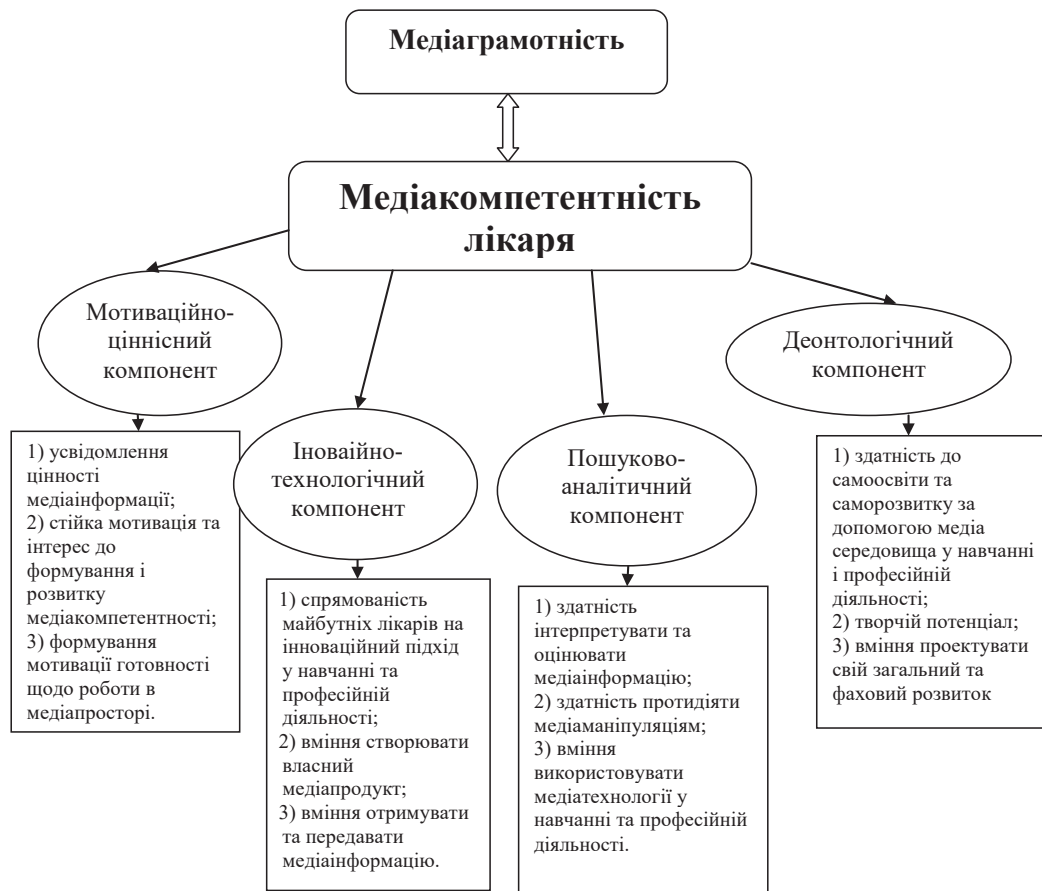 Медіаграмотність
Медіакомпетентність
лікаря
Мотиваційно-
ціннісний
компонент
Іноваійно-
технологічний
компонент
Пошуково-
аналітичний
компонент
Деонтологічний
компонент
1) усвідомлення
цінності
медіаінформації;
2) стійка мотивація та
інтерес до
формування і
розвитку
медіакомпетентності;
3) формування
мотивації готовності
щодо роботи в
медіапросторі.
1) спрямованість
майбутніх лікарів на
інноваційний підхід
у навчанні та
професійній
діяльності;
2) вміння створювати
власний
медіапродукт;
3) вміння отримувати
та передавати
медіаінформацію.
1) здатність
інтерпретувати та
оцінювати
медіаінформацію;
2) здатність протидіяти
медіаманіпуляціям;
3) вміння
використовувати
медіатехнології у
навчанні та професійній
діяльності.
1) здатність до
самоосвіти та
саморозвитку за
допомогою медіа
середовища у навчанні
і професійній
діяльності;
2) творчій потенціал;
3) вміння проектувати
свій загальний та
фаховий розвиток